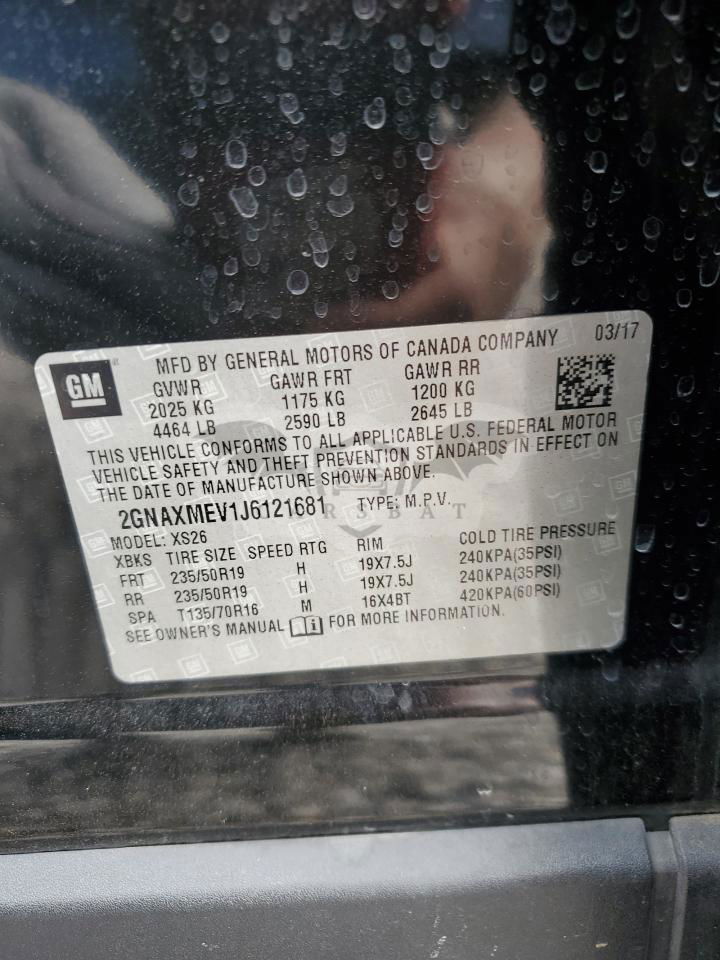 GM
MFD BY GENERAL MOTORS OF CANADA COMPANY 03/17
GVWR GAWR FRT GAWR RR
2025 KG 1175 KG 1200 KG
4464 LB 2590 LB 2645 LB
THIS VEHICLE CONFORMS TO ALL APPLICABLE U.S. FEDERAL MOTOR
VEHICLE SAFETY AND THEFT PREVENTION STANDARDS IN EFFECT ON
THE DATE OF MANUFACTURE SHOWN ABOVE.
2GNAXMEV1J6121681 TYPE: M.P.V.
MODEL: XS26
XBKS TIRE SIZE SPEED RTG RIM COLD TIRE PRESSURE
FRT 235/50R19 H 19X7.5J 240KPA(35PSI)
RR 235/50R19 H 19X7.5J 240KPA(35PSI)
SPA T135/70R16 M 16X4BT 420KPA(60PSI)
SEE OWNER'S MANUAL FOR MORE INFORMATION.